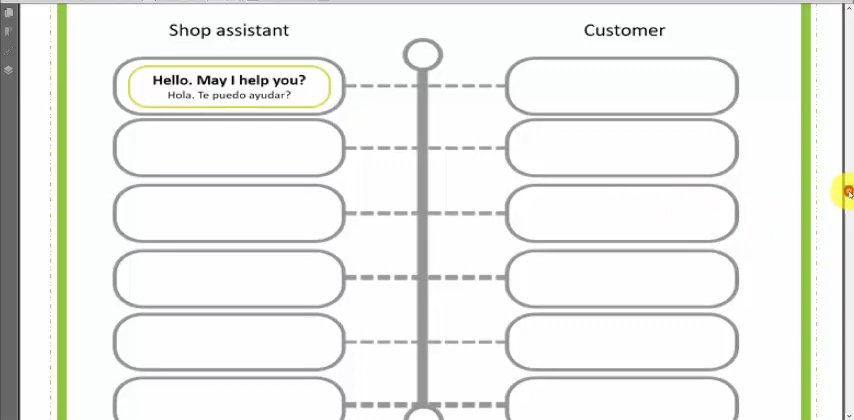 Shop assistant
Customer
Hello. May I help you?
Hola. Te puedo ayudar?